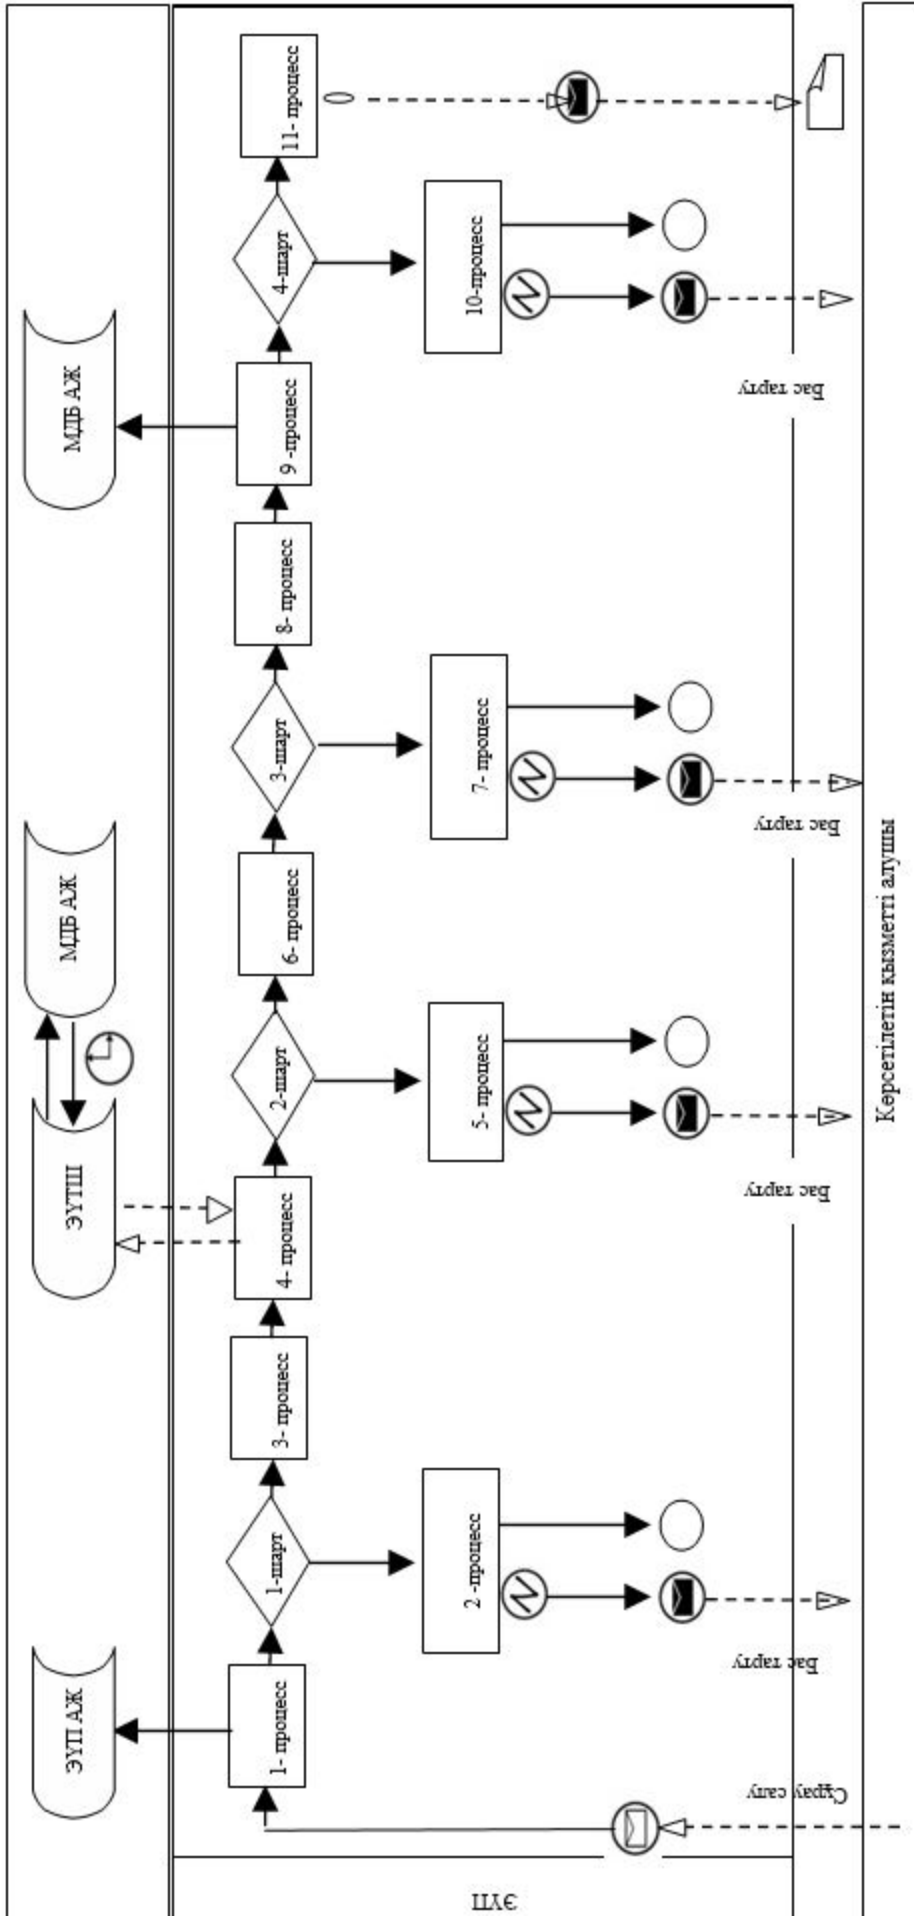 ЭҮП АЖ
ЭҮТШ
МДБ АЖ
МДБ АЖ
ЭҮП
1- процесс
1-шарт
3- процесс
4- процесс
2-шарт
6- процесс
3-шарт
8- процесс
9 -процесс
4-шарт
11- процесс
2 -процесс
5- процесс
7- процесс
10-процесс
Сұрау салу
Бас тарту
Бас тарту
Бас тарту
Бас тарту
Көрсетілетін қызметті алушы